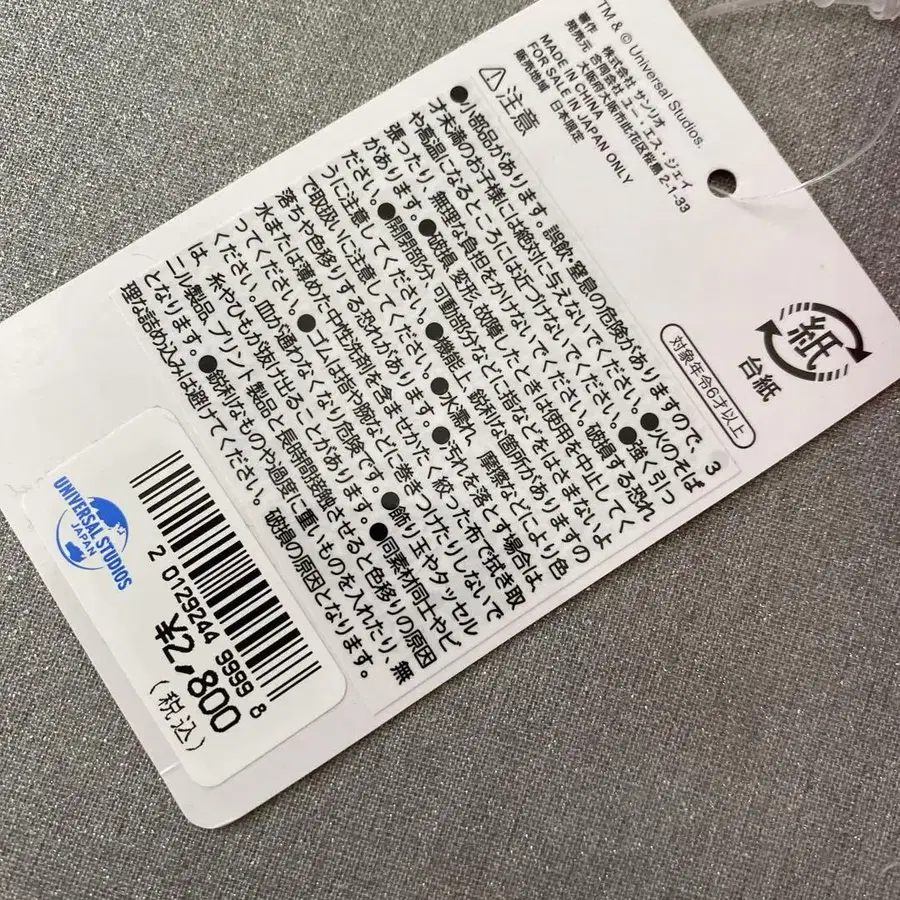 TM & © Universal Studios.
著作 株式会社 サンリオ
発売元 合同会社 ユー・エス・ジェイ
大阪府大阪市此花区桜島 2-1-33
MADE IN CHINA
FOR SALE IN JAPAN ONLY
販売地域 日本限定
紙
台紙
対象年令6才以上
⚠注意
●小部品があります。誤飲・窒息の危険がありますので、3
才未満のお子様には絶対に与えないでください。●火のそば
や高温になるところには近づけないでください。●強く引っ
張ったり、無理な負担をかけないでください。破損する恐れ
があります。●破損、変形、故障したときは使用を中止してく
ださい。●開閉部分、可動部分などに指などをはさまないよ
うに注意してください。●機能上、鋭利な箇所がありますの
で取扱いに注意してください。●水濡れ、摩擦などにより色
落ちや色移りする恐れがあります。●汚れを落とす場合は、
水または薄めた中性洗剤を含ませかたく絞った布で拭き取
ってください。●ゴムは指や腕などに巻きつけたりしないで
ください。血が通わなくなり危険です。●飾り玉やタッセル
は、糸やひもが抜け出ることがあります。●同素材同士やビ
ニール製品、プリント製品と長時間接触させると色移りの原因
となります。●鋭利なものや過度に重いものを入れたり、無
理な詰め込みは避けてください。破損の原因となります。
UNIVERSAL STUDIOS
JAPAN
2 0129244 9999 8
¥2,800
(税込)